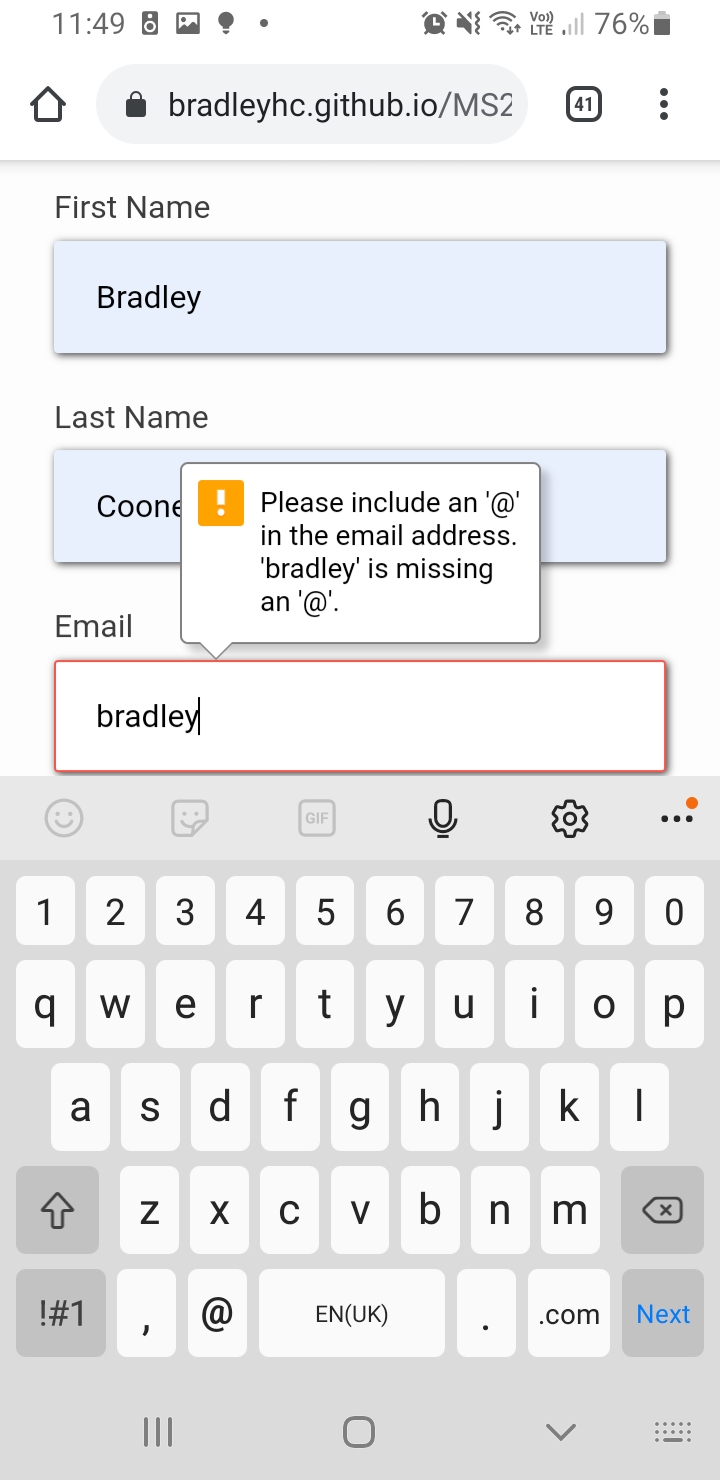 11:49
Vo)) LTE 76%
bradleyhc.github.io/MS2
41
First Name
Bradley
Last Name
Coone
Please include an '@'
in the email address.
'bradley' is missing
an '@'.
Email
bradley
GIF
1 2 3 4 5 6 7 8 9 0
q w e r t y u i o p
a s d f g h j k l
z x c v b n m
!#1 , @ EN(UK) . .com Next